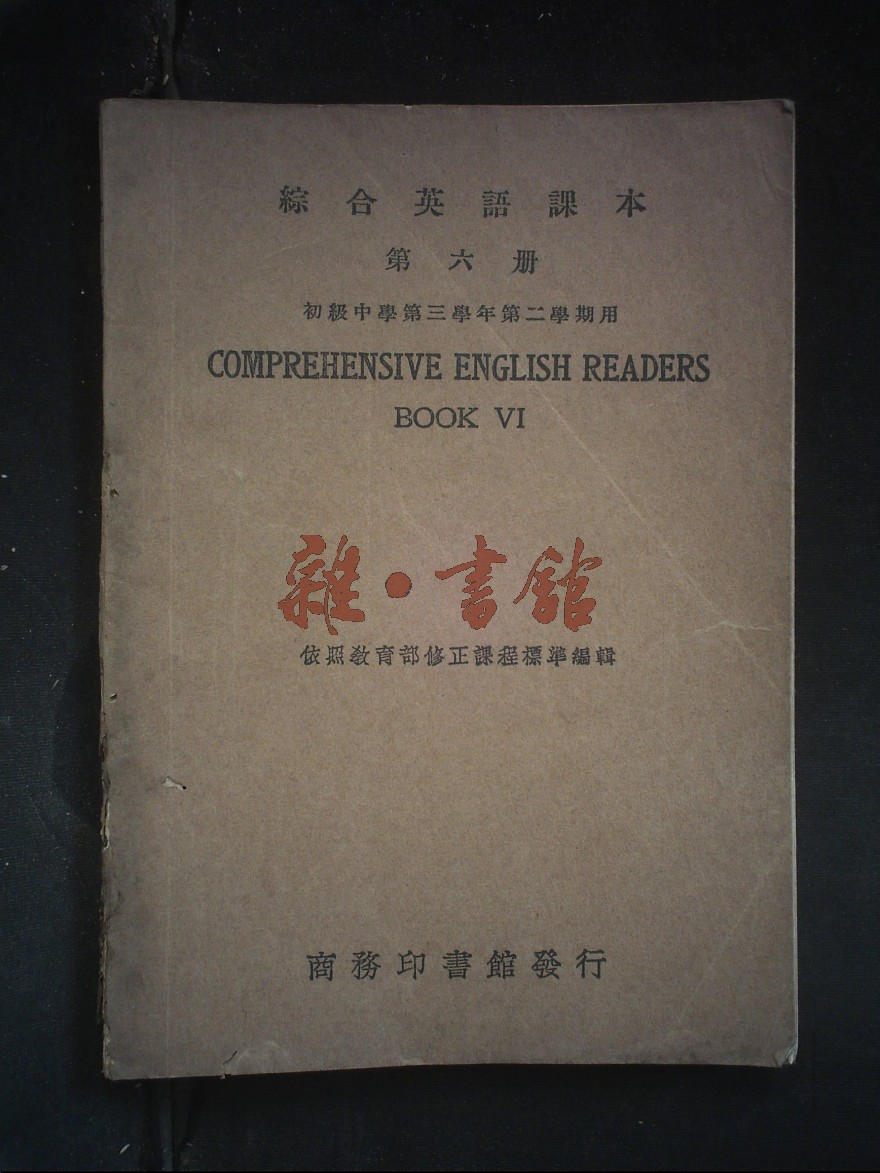 綜合英語課本
第六册
初級中學第三學年第二學期用
COMPREHENSIVE ENGLISH READERS
BOOK VI
雜·書館
依照教育部修正課程標準編輯
商務印書館發行